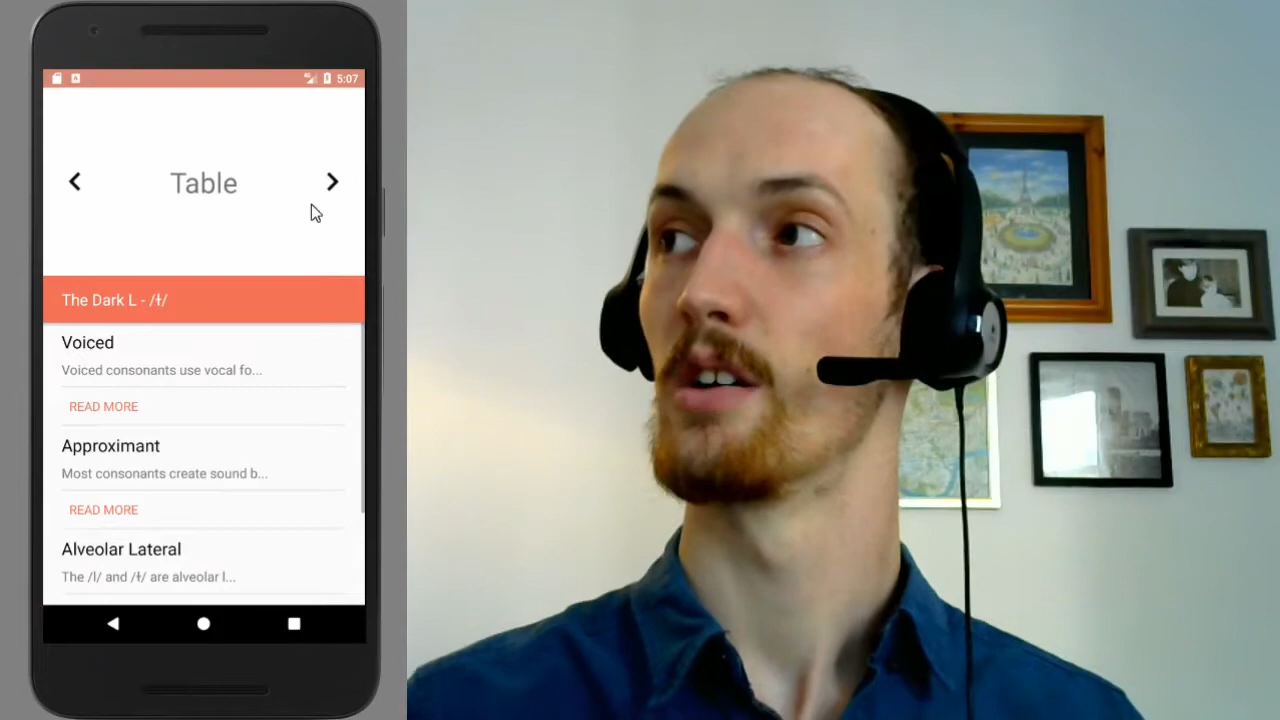 5:07
Table
The Dark L - /ɫ/
Voiced
Voiced consonants use vocal fo...
READ MORE
Approximant
Most consonants create sound b...
READ MORE
Alveolar Lateral
The /l/ and /ɫ/ are alveolar l...